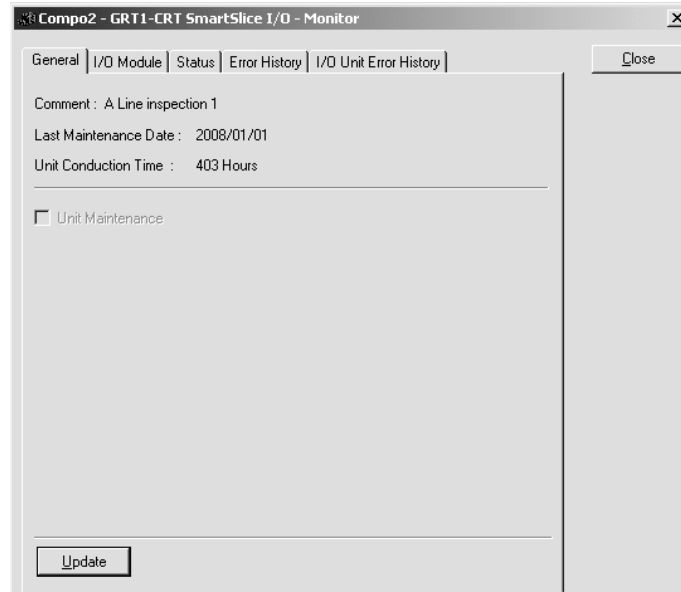 Compo2 - GRT1-CRT SmartSlice I/O - Monitor
General I/O Module Status Error History I/O Unit Error History
Close
Comment : A Line inspection 1
Last Maintenance Date : 2008/01/01
Unit Conduction Time : 403 Hours
Unit Maintenance
Update